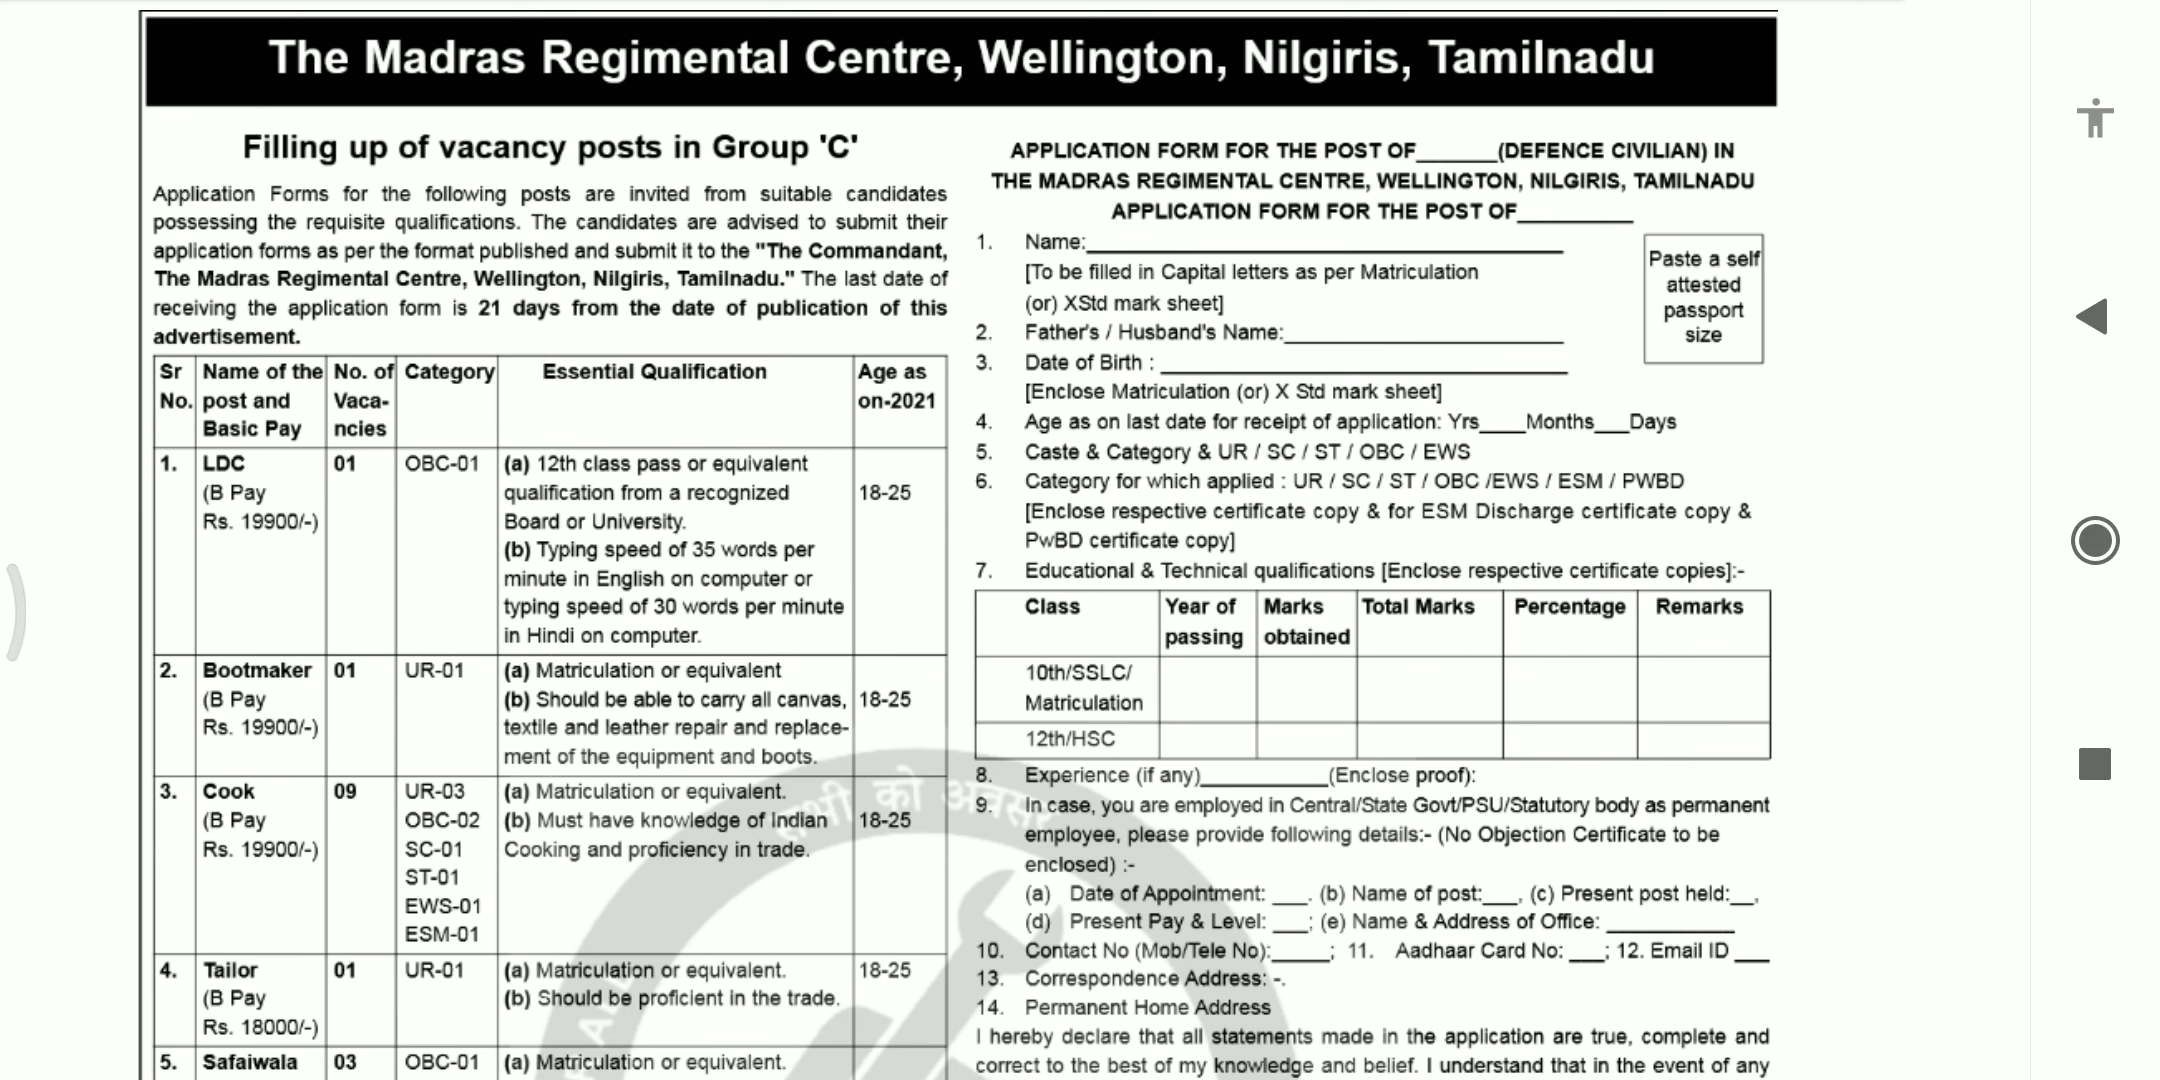 The Madras Regimental Centre, Wellington, Nilgiris, Tamilnadu
Filling up of vacancy posts in Group 'C'
Application Forms for the following posts are invited from suitable candidates
possessing the requisite qualifications. The candidates are advised to submit their
application forms as per the format published and submit it to the "The Commandant,
The Madras Regimental Centre, Wellington, Nilgiris, Tamilnadu." The last date of
receiving the application form is 21 days from the date of publication of this
advertisement.
Sr Name of the No. of Category Essential Qualification Age as
No. post and Vaca- on-2021
Basic Pay ncies
1. LDC 01 OBC-01 (a) 12th class pass or equivalent
(B Pay qualification from a recognized 18-25
Rs. 19900/-) Board or University.
(b) Typing speed of 35 words per
minute in English on computer or
typing speed of 30 words per minute
in Hindi on computer.
2. Bootmaker 01 UR-01 (a) Matriculation or equivalent
(B Pay (b) Should be able to carry all canvas, 18-25
Rs. 19900/-) textile and leather repair and replace-
ment of the equipment and boots.
3. Cook 09 UR-03 (a) Matriculation or equivalent.
(B Pay OBC-02 (b) Must have knowledge of Indian 18-25
Rs. 19900/-) SC-01 Cooking and proficiency in trade.
ST-01
EWS-01
ESM-01
4. Tailor 01 UR-01 (a) Matriculation or equivalent. 18-25
(B Pay (b) Should be proficient in the trade.
Rs. 18000/-)
5. Safaiwala 03 OBC-01 (a) Matriculation or equivalent.
APPLICATION FORM FOR THE POST OF______(DEFENCE CIVILIAN) IN
THE MADRAS REGIMENTAL CENTRE, WELLINGTON, NILGIRIS, TAMILNADU
APPLICATION FORM FOR THE POST OF________
1. Name:________
[To be filled in Capital letters as per Matriculation
(or) XStd mark sheet]
Paste a self
attested
passport
size
2. Father's / Husband's Name:________
3. Date of Birth : ________
[Enclose Matriculation (or) X Std mark sheet]
4. Age as on last date for receipt of application: Yrs____Months___Days
5. Caste & Category & UR / SC / ST / OBC / EWS
6. Category for which applied : UR / SC / ST / OBC /EWS / ESM / PWBD
[Enclose respective certificate copy & for ESM Discharge certificate copy &
PwBD certificate copy]
7. Educational & Technical qualifications [Enclose respective certificate copies]:-
Class Year of Marks Total Marks Percentage Remarks
passing obtained
10th/SSLC/
Matriculation
12th/HSC
8. Experience (if any)________(Enclose proof):
9. In case, you are employed in Central/State Govt/PSU/Statutory body as permanent
employee, please provide following details:- (No Objection Certificate to be
enclosed) :-
(a) Date of Appointment: ___. (b) Name of post:___, (c) Present post held:__,
(d) Present Pay & Level: ___; (e) Name & Address of Office: ________
10. Contact No (Mob/Tele No):_____; 11. Aadhaar Card No: ___; 12. Email ID ___
13. Correspondence Address: -.
14. Permanent Home Address
I hereby declare that all statements made in the application are true, complete and
correct to the best of my knowledge and belief. I understand that in the event of any
सभी को अवसर
ALL